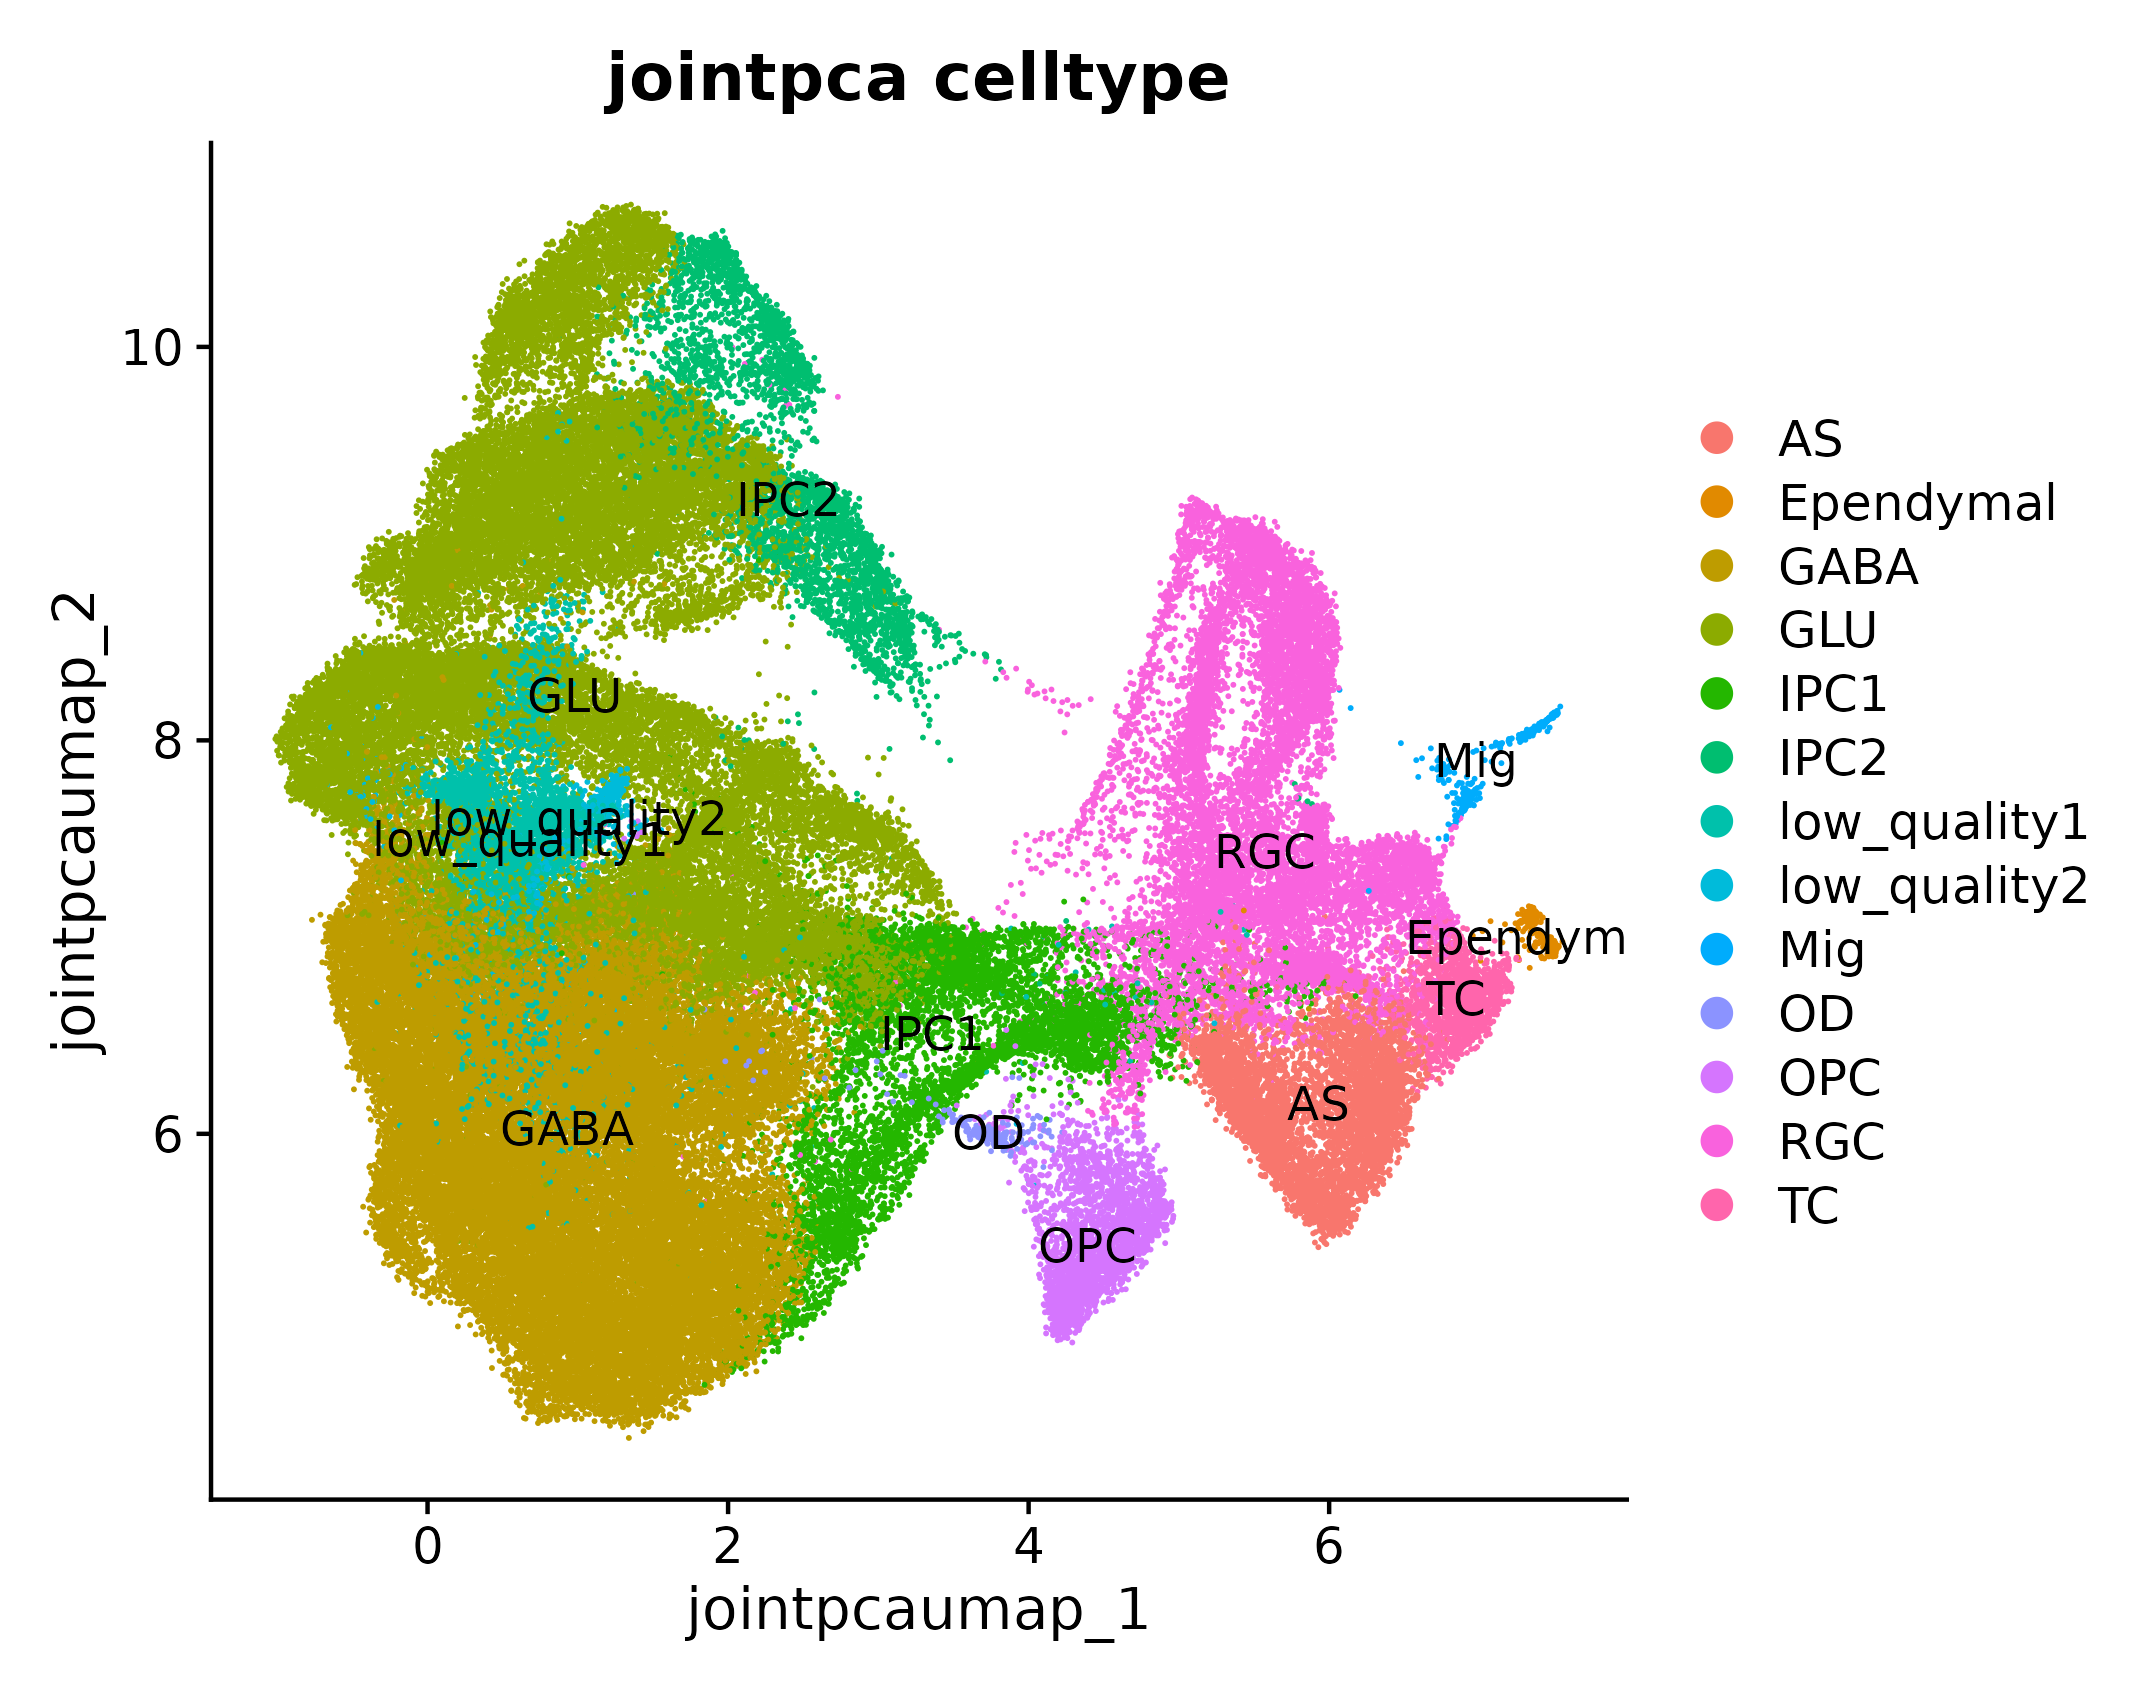 jointpca celltype
jointpcaumap_2
10
8
6
IPC2
GLU
low_quality2
low_quality1
Mig
RGC
Ependym
TC
IPC1
AS
GABA
OD
OPC
0
2
4
6
jointpcaumap_1
AS
Ependymal
GABA
GLU
IPC1
IPC2
low_quality1
low_quality2
Mig
OD
OPC
RGC
TC